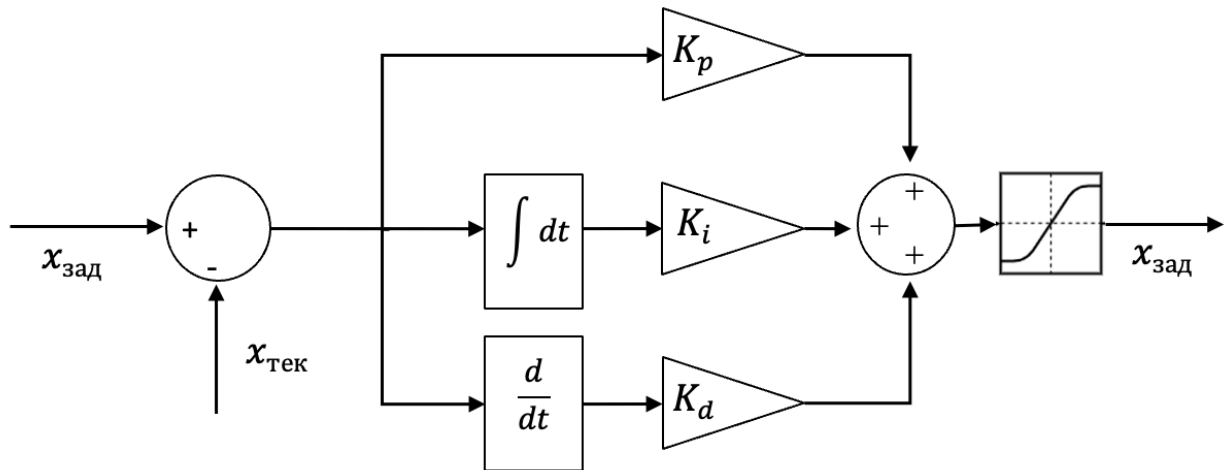 K_p
+
-
x_зад
x_тек
∫ dt
K_i
+
+
+
x_зад
d
dt
K_d